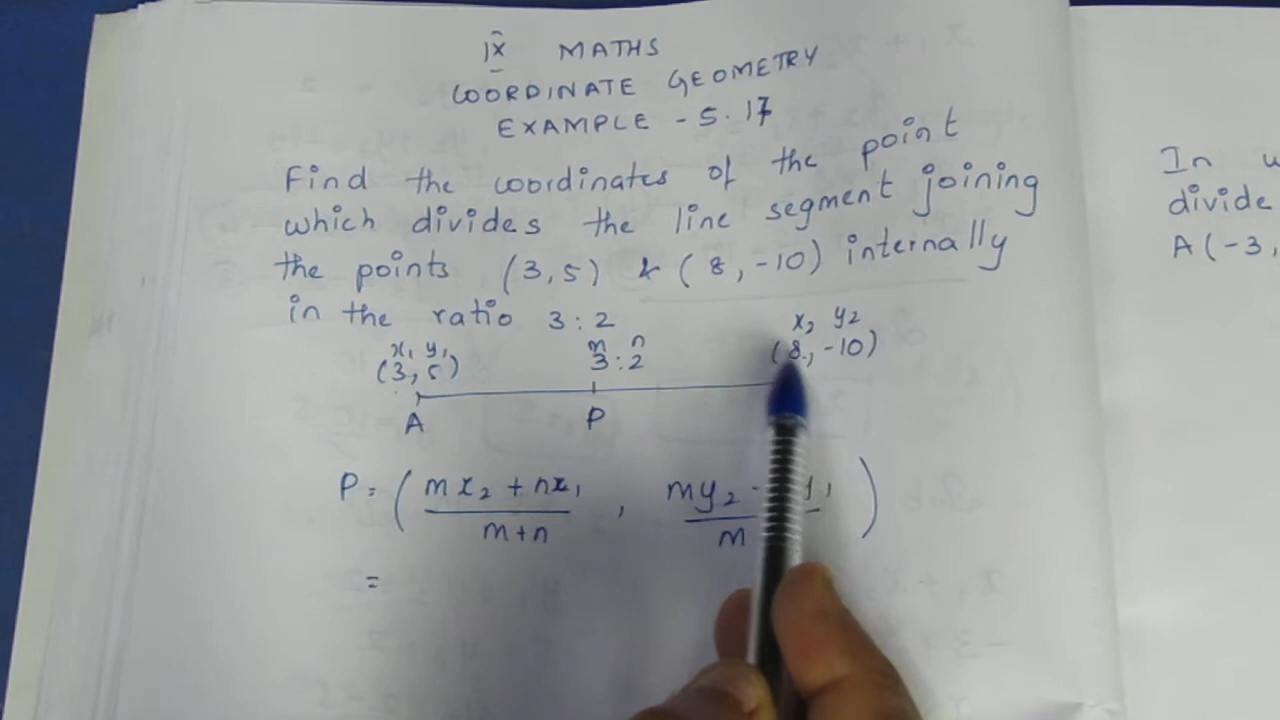 IX MATHS
COORDINATE GEOMETRY
EXAMPLE - 5.17
Find the coordinates of the point
which divides the line segment joining
the points (3,5) & (8,-10) internally
in the ratio 3:2
x₁ y₁ m n x₂ y₂
(3,5) 3:2 (8,-10)
A P
P = ( mx₂ + nx₁ , my₂ y₁ )
m+n m
=
In
divide
A(-3,